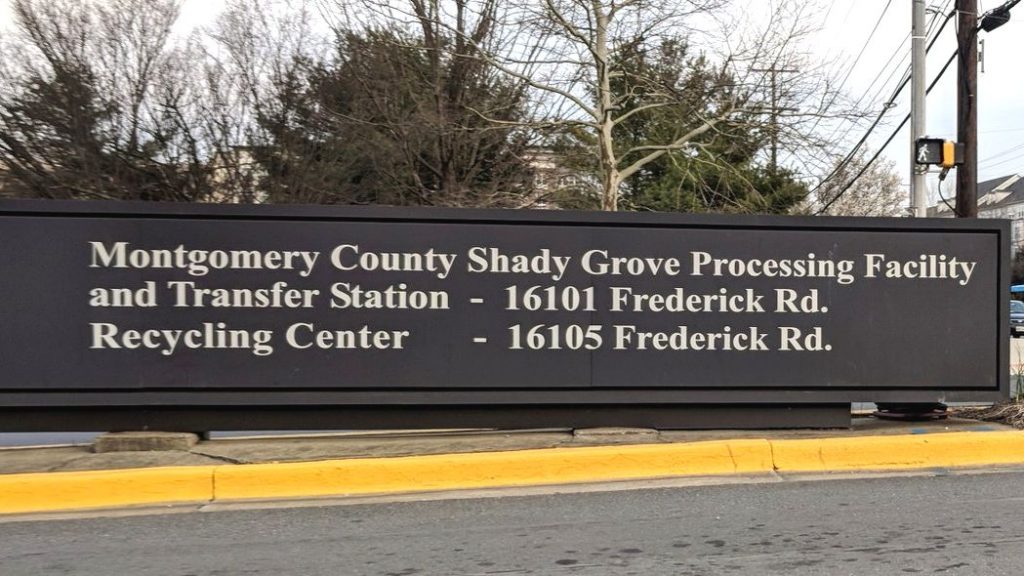 Montgomery County Shady Grove Processing Facility
and Transfer Station - 16101 Frederick Rd.
Recycling Center - 16105 Frederick Rd.